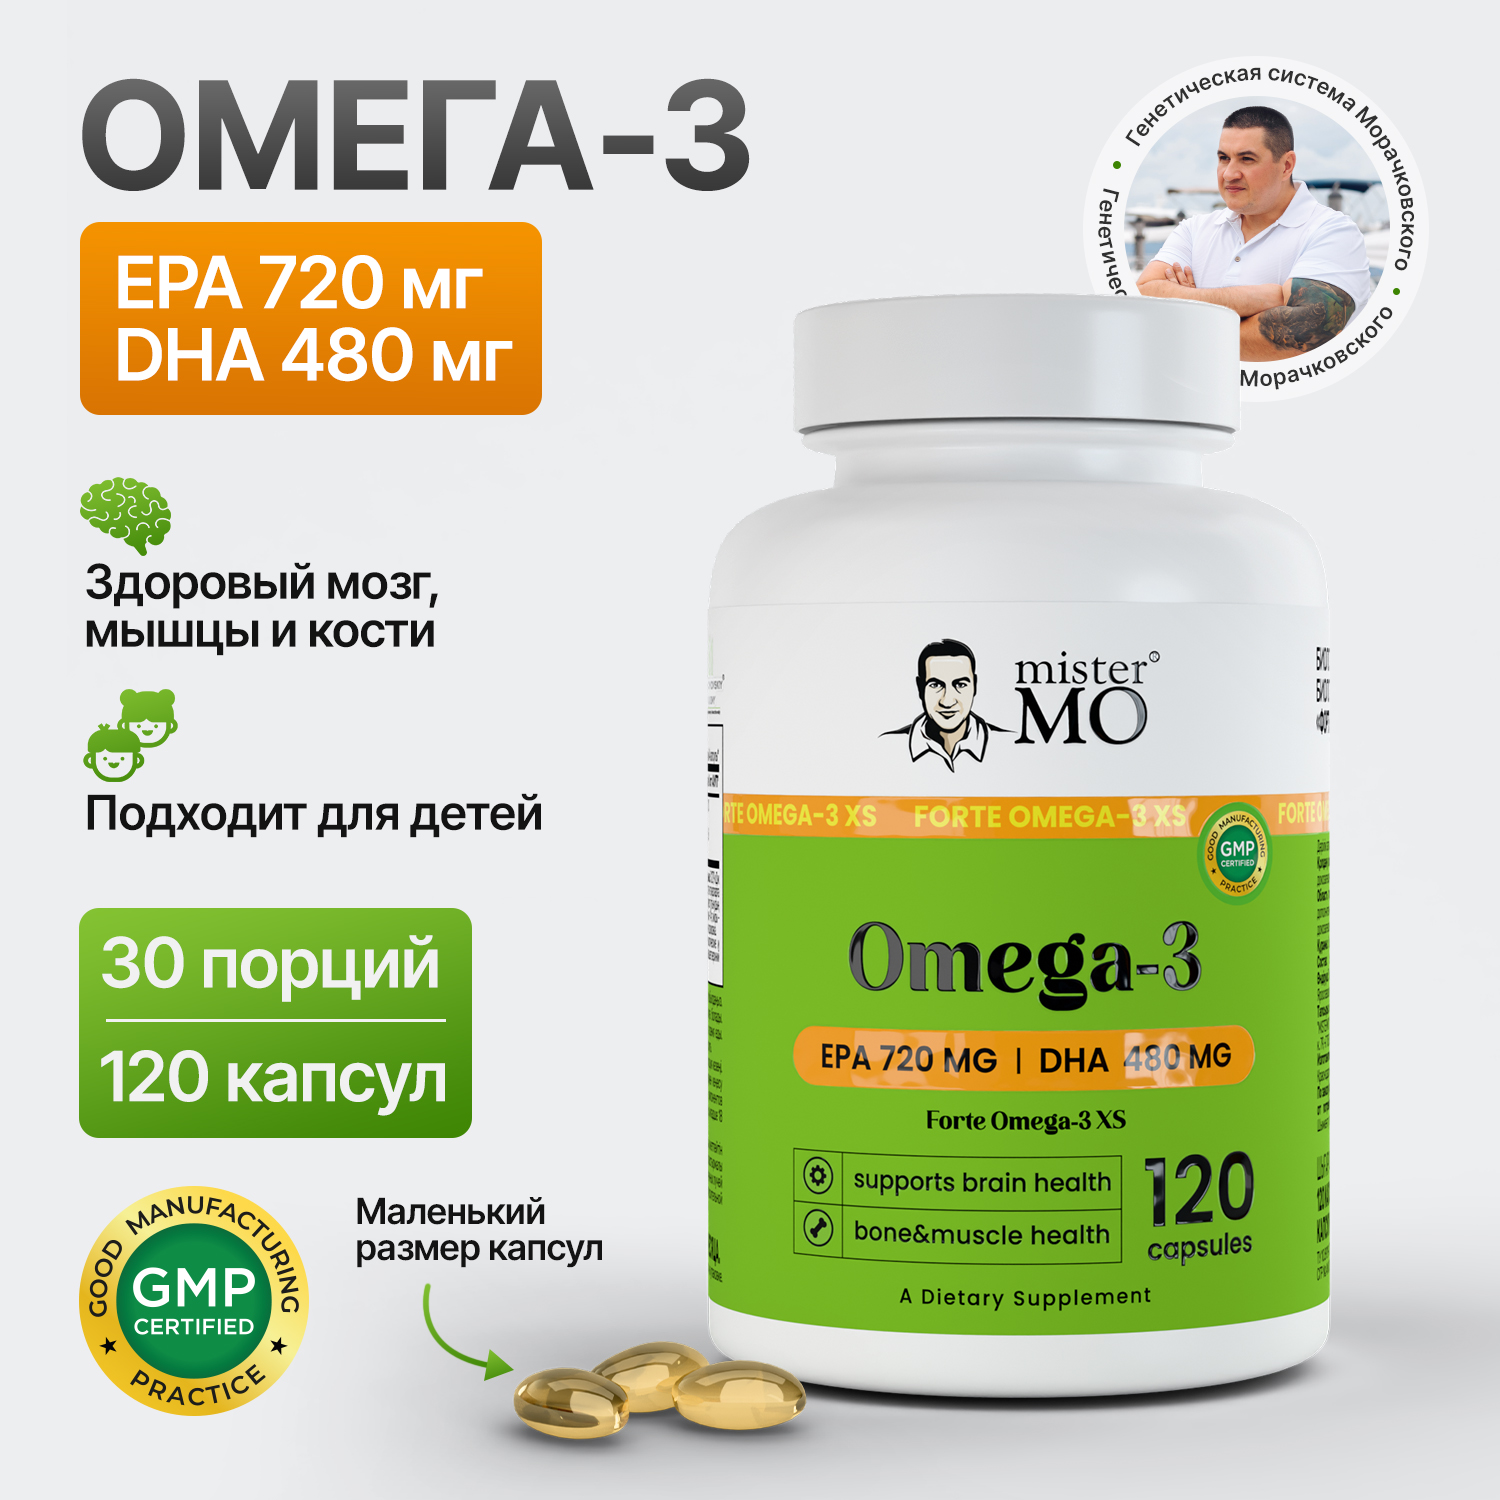 ОМЕГА-3
EPA 720 мг
DHA 480 мг
Генетическая система Морачковского
Морачковского
Здоровый мозг,
мышцы и кости
Подходит для детей
30 порций
120 капсул
GOOD MANUFACTURING
GMP
CERTIFIED
PRACTICE
Маленький
размер капсул
mister®
MO
FORTE OMEGA-3 XS
GOOD MANUFACTURING
GMP
CERTIFIED
PRACTICE
Omega-3
EPA 720 MG | DHA 480 MG
Forte Omega-3 XS
supports brain health
bone&muscle health
120
capsules
A Dietary Supplement